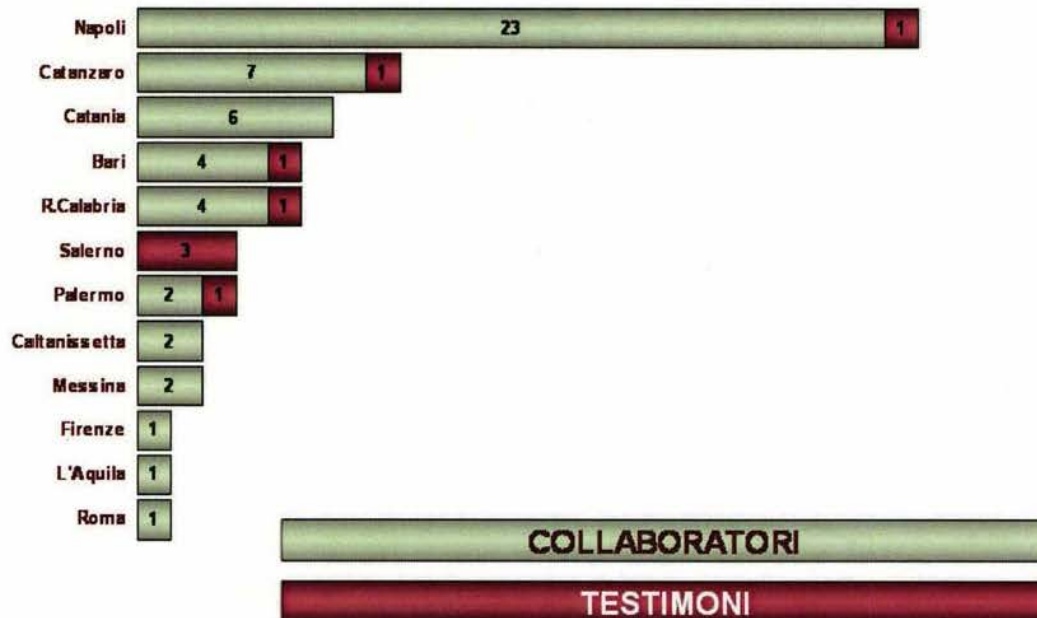 Napoli 23 1
Catanzaro 7 1
Catania 6
Bari 4 1
R.Calabria 4 1
Salerno 3
Palermo 2 1
Caltanissetta 2
Messina 2
Firenze 1
L'Aquila 1
Roma 1
COLLABORATORI
TESTIMONI